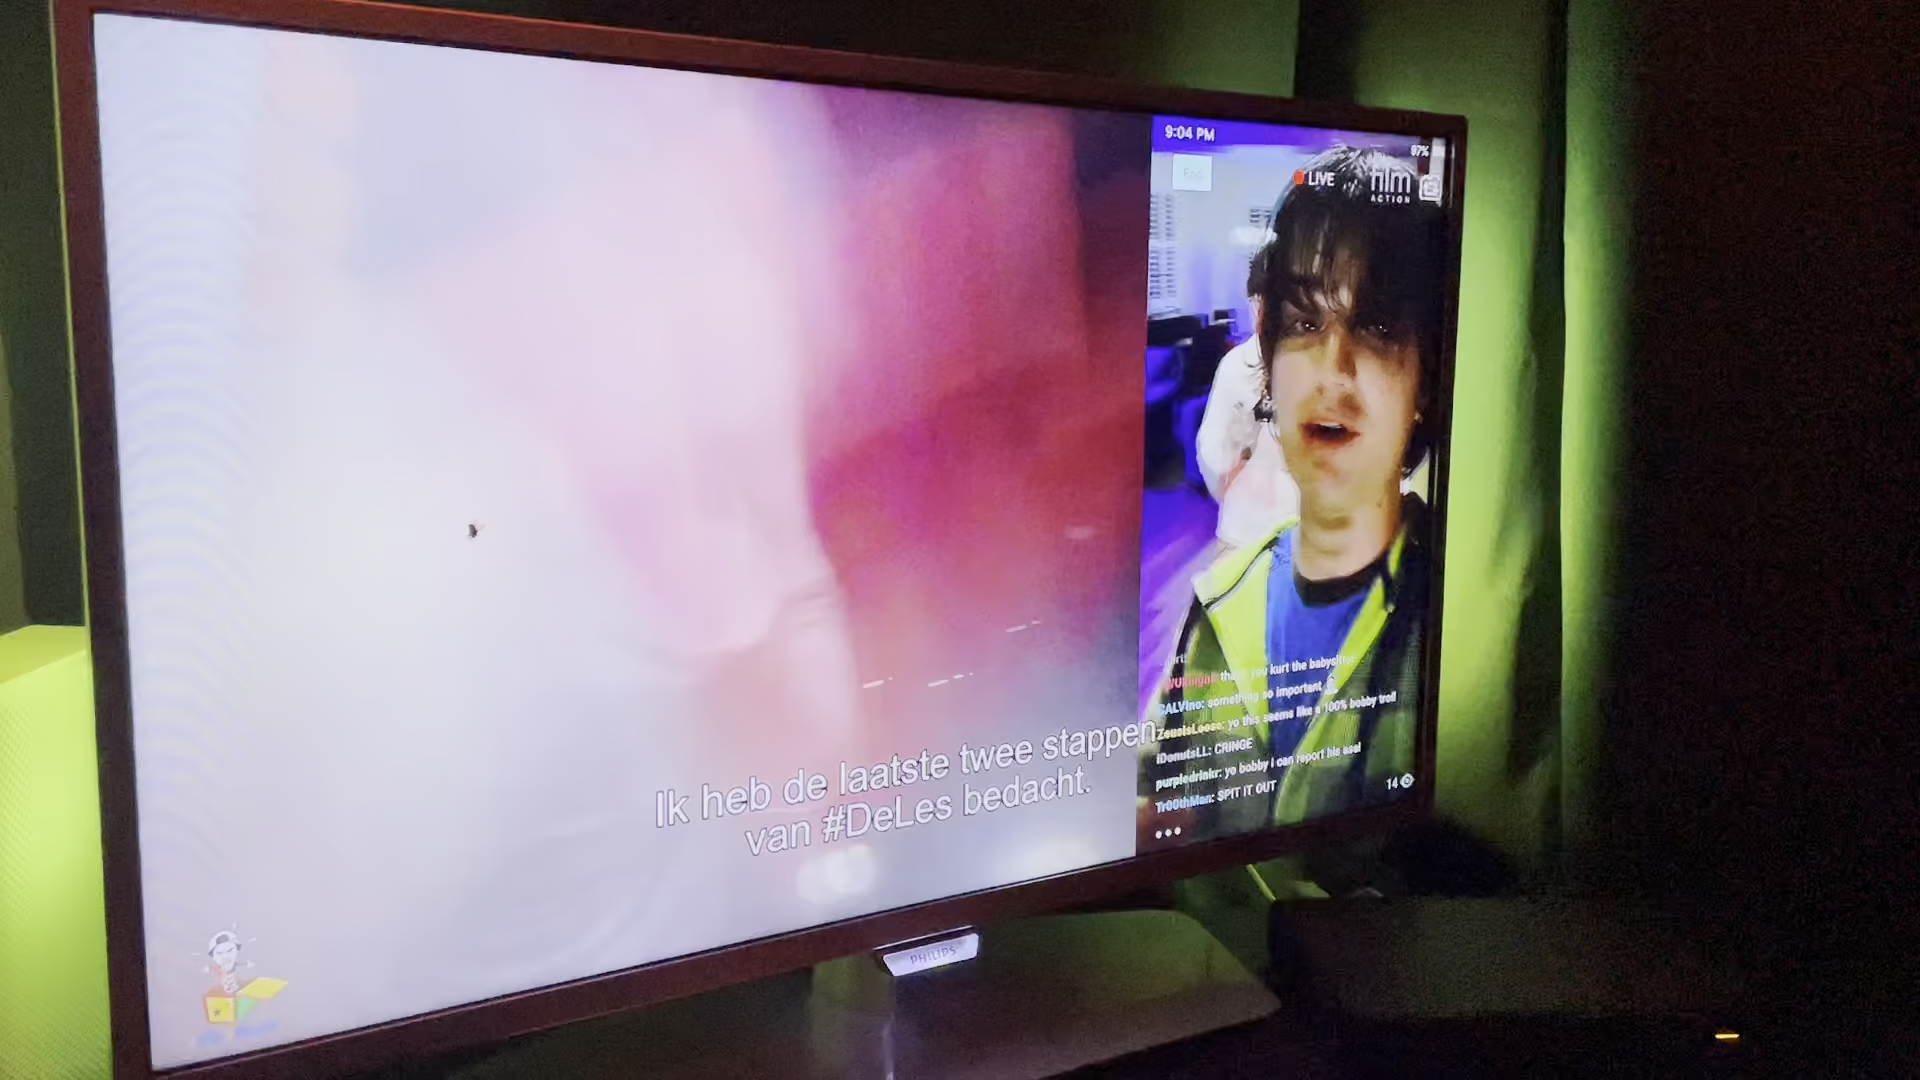 9:04 PM
97%
LIVE
film
ACTION
thank you kurt the
CALVino: something so important
ZeusIsLoose: yo this seems like a 100% bobby troll
iDonutsLL: CRINGE
purpledrinkr: yo bobby i can report his
Tr00thMan: SPIT IT OUT
14
Ik heb de laatste twee stappen
van #DeLes bedacht.
PHILIPS